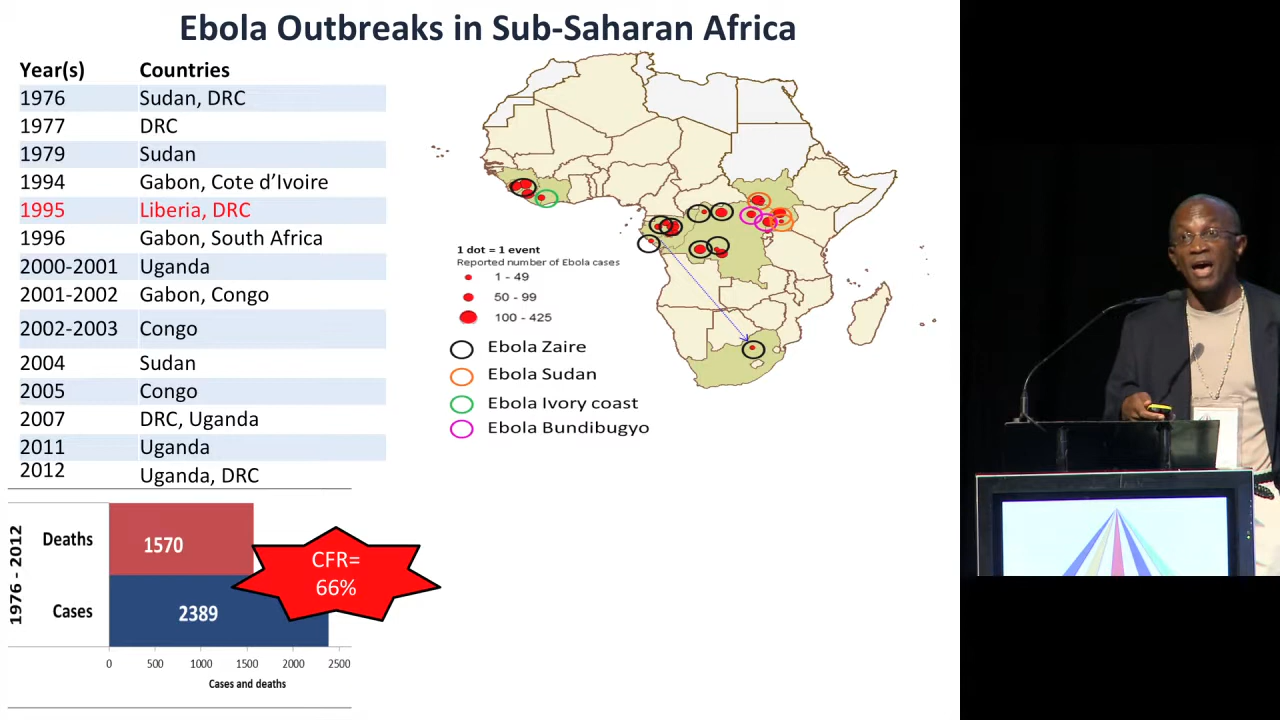 Ebola Outbreaks in Sub-Saharan Africa
Year(s) Countries
1976 Sudan, DRC
1977 DRC
1979 Sudan
1994 Gabon, Cote d’Ivoire
1995 Liberia, DRC
1996 Gabon, South Africa
2000-2001 Uganda
2001-2002 Gabon, Congo
2002-2003 Congo
2004 Sudan
2005 Congo
2007 DRC, Uganda
2011 Uganda
2012 Uganda, DRC
1 dot = 1 event
Reported number of Ebola cases
1 - 49
50 - 99
100 - 425
Ebola Zaire
Ebola Sudan
Ebola Ivory coast
Ebola Bundibugyo
1976 - 2012
Deaths 1570
Cases 2389
CFR=
66%
0 500 1000 1500 2000 2500
Cases and deaths